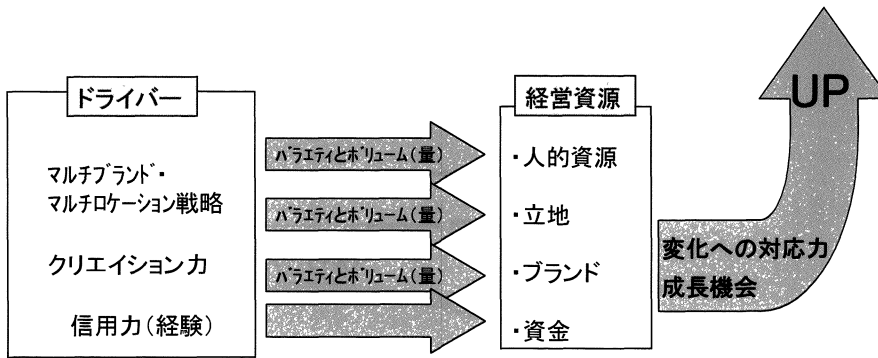 ドライバー
マルチブランド・
マルチロケーション戦略
クリエイション力
信用力(経験)
バラエティとボリューム(量)
バラエティとボリューム(量)
バラエティとボリューム(量)
経営資源
・人的資源
・立地
・ブランド
・資金
変化への対応力
成長機会
UP